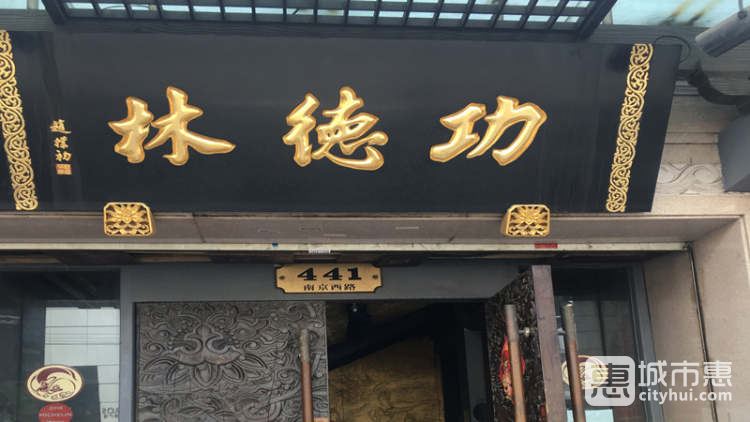 功德林
趙樸初
441
南京西路
城市惠
cityhui.com